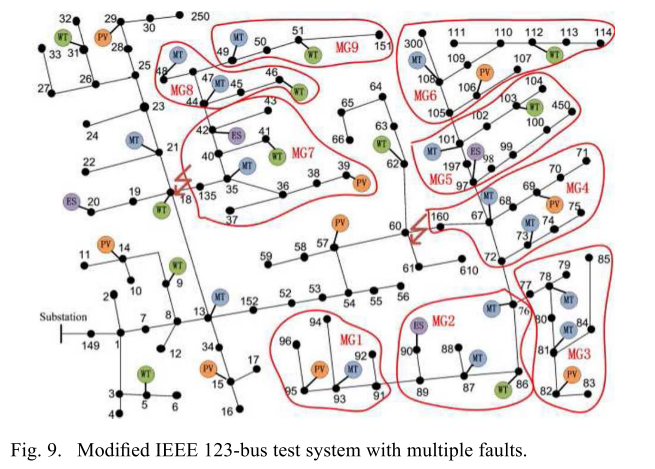 32
29
250
30
WT
PV
33
31
28
25
26
27
23
24
MT
21
22
ES
20
19
WT
18
135
MT
49
50
51
WT
MG9
151
MT
48
47
MT
MG8
45
46
WT
44
43
42
ES
41
WT
40
MG7
MT
35
36
38
39
PV
37
64
65
66
63
WT
62
300
111
110
112
113
114
WT
MT
108
109
107
PV
MG6
106
105
104
103
WT
450
102
100
MT
101
ES
99
197
98
MG5
97
71
70
MG4
MT
69
68
PV
75
MT
74
160
67
73
72
60
61
610
PV
57
58
59
56
55
54
53
52
152
PV
14
11
10
WT
9
2
MT
13
Substation
149
1
7
8
12
34
WT
PV
15
17
16
3
5
6
4
94
MG1
96
92
PV
MT
95
93
91
MG2
ES
90
88
MT
89
87
86
WT
MT
76
77
78
79
85
MT
80
84
MT
81
MG3
PV
82
83
Fig. 9. Modified IEEE 123-bus test system with multiple faults.